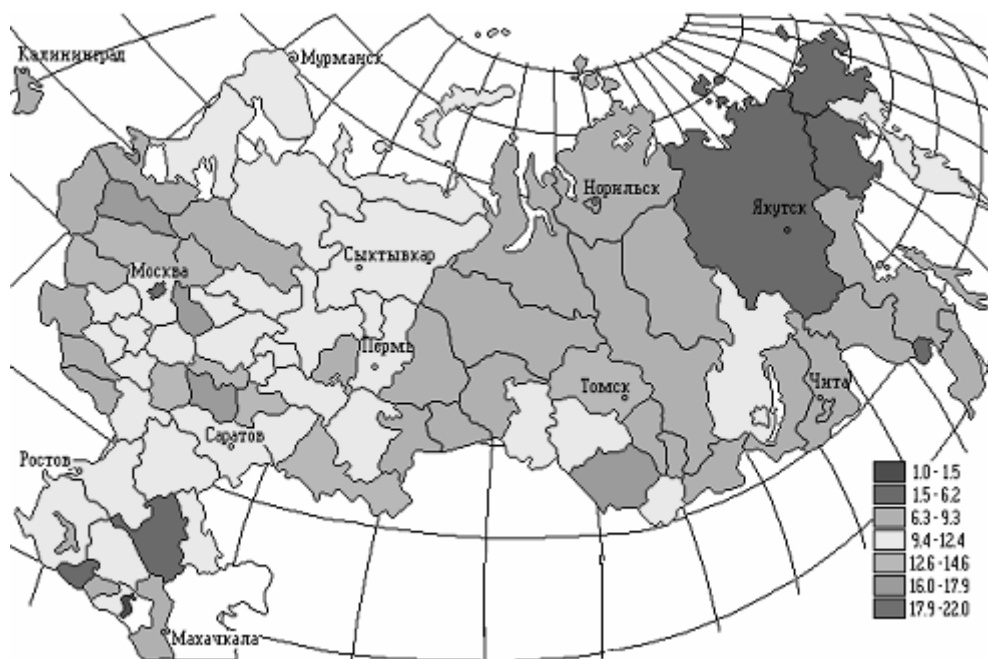 Калининград
Мурманск
Норильск
Якутск
Сыктывкар
Москва
Пермь
Томск
Чита
Саратов
Ростов
Махачкала
1.0 - 1.5
1.5 - 6.2
6.3 - 9.3
9.4 - 12.4
12.6 - 14.6
16.0 - 17.9
17.9 - 22.0